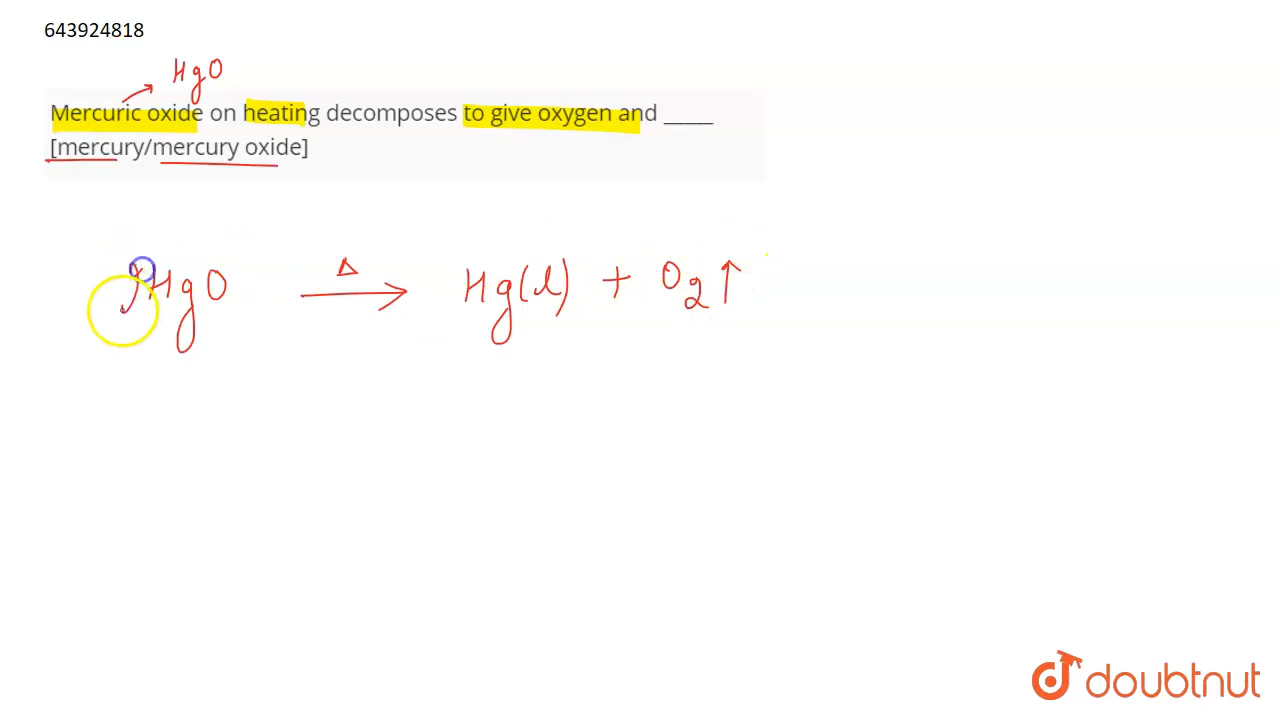 643924818
HgO
Mercuric oxide on heating decomposes to give oxygen and _____
[mercury/mercury oxide]
HgO Δ → Hg(l) + O₂↑
doubtnut